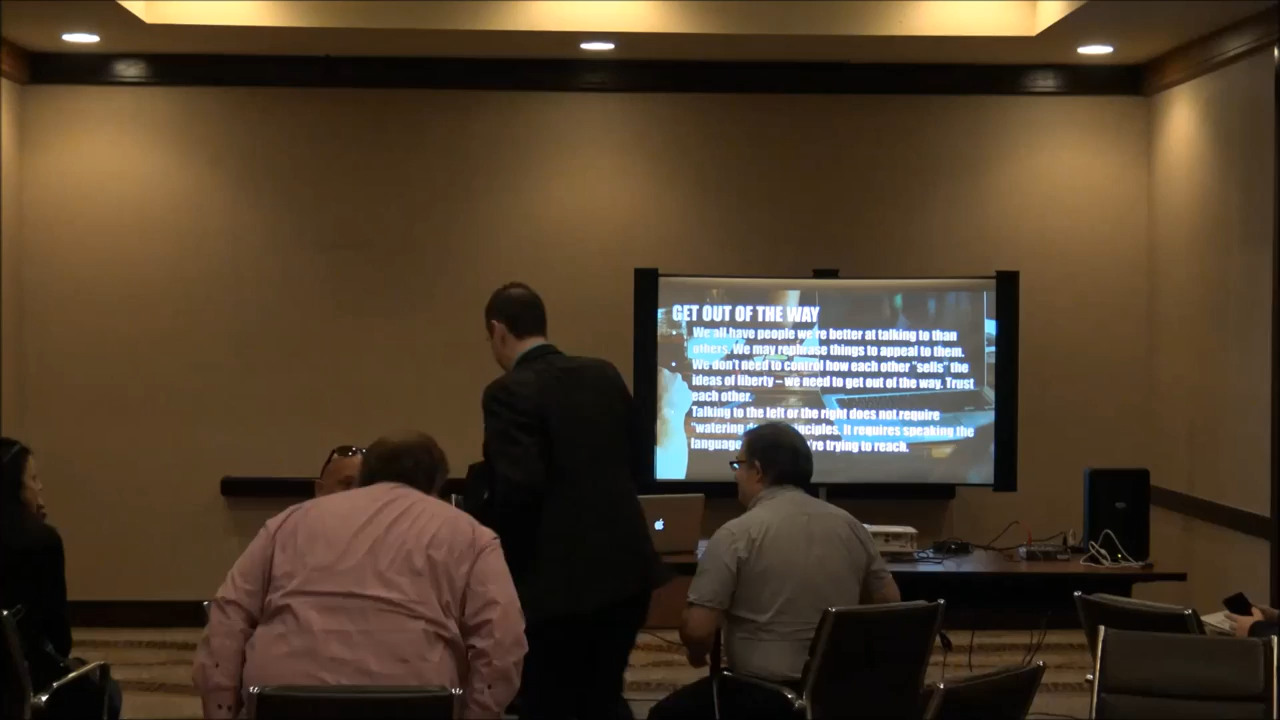 GET OUT OF THE WAY
We all have people we're better at talking to than
others. We may rephrase things to appeal to them.
We don't need to control how each other "sells" the
ideas of liberty – we need to get out of the way. Trust
each other.
Talking to the left or the right does not require
"watering principles. It requires speaking the
language trying to reach.